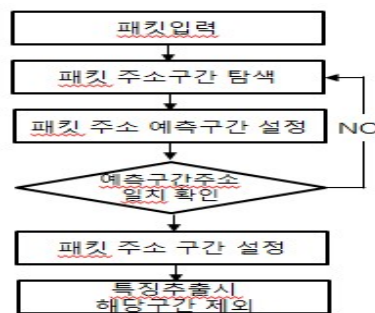 패킷입력
패킷 주소구간 탐색
패킷 주소 예측구간 설정
NO
예측구간주소
일치 확인
패킷 주소 구간 설정
특징추출시
해당구간 제외